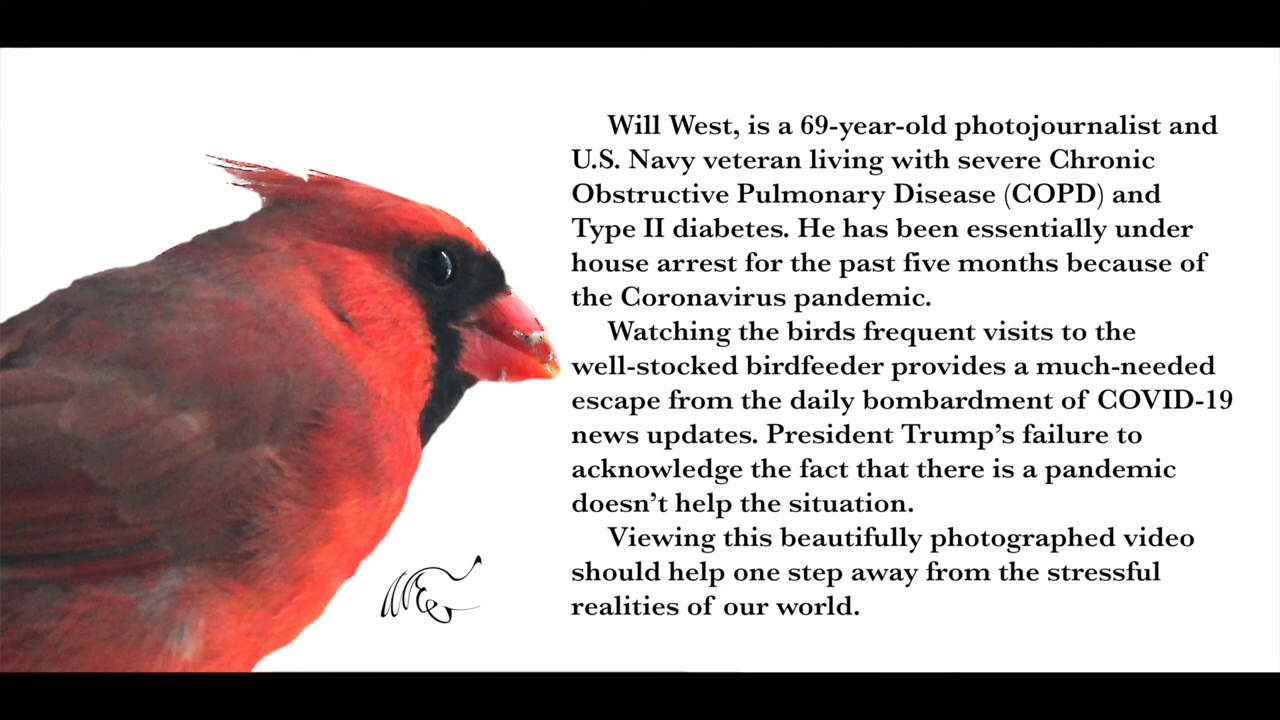 Will West, is a 69-year-old photojournalist and
U.S. Navy veteran living with severe Chronic
Obstructive Pulmonary Disease (COPD) and
Type II diabetes. He has been essentially under
house arrest for the past five months because of
the Coronavirus pandemic.
Watching the birds frequent visits to the
well-stocked birdfeeder provides a much-needed
escape from the daily bombardment of COVID-19
news updates. President Trump’s failure to
acknowledge the fact that there is a pandemic
doesn’t help the situation.
Viewing this beautifully photographed video
should help one step away from the stressful
realities of our world.